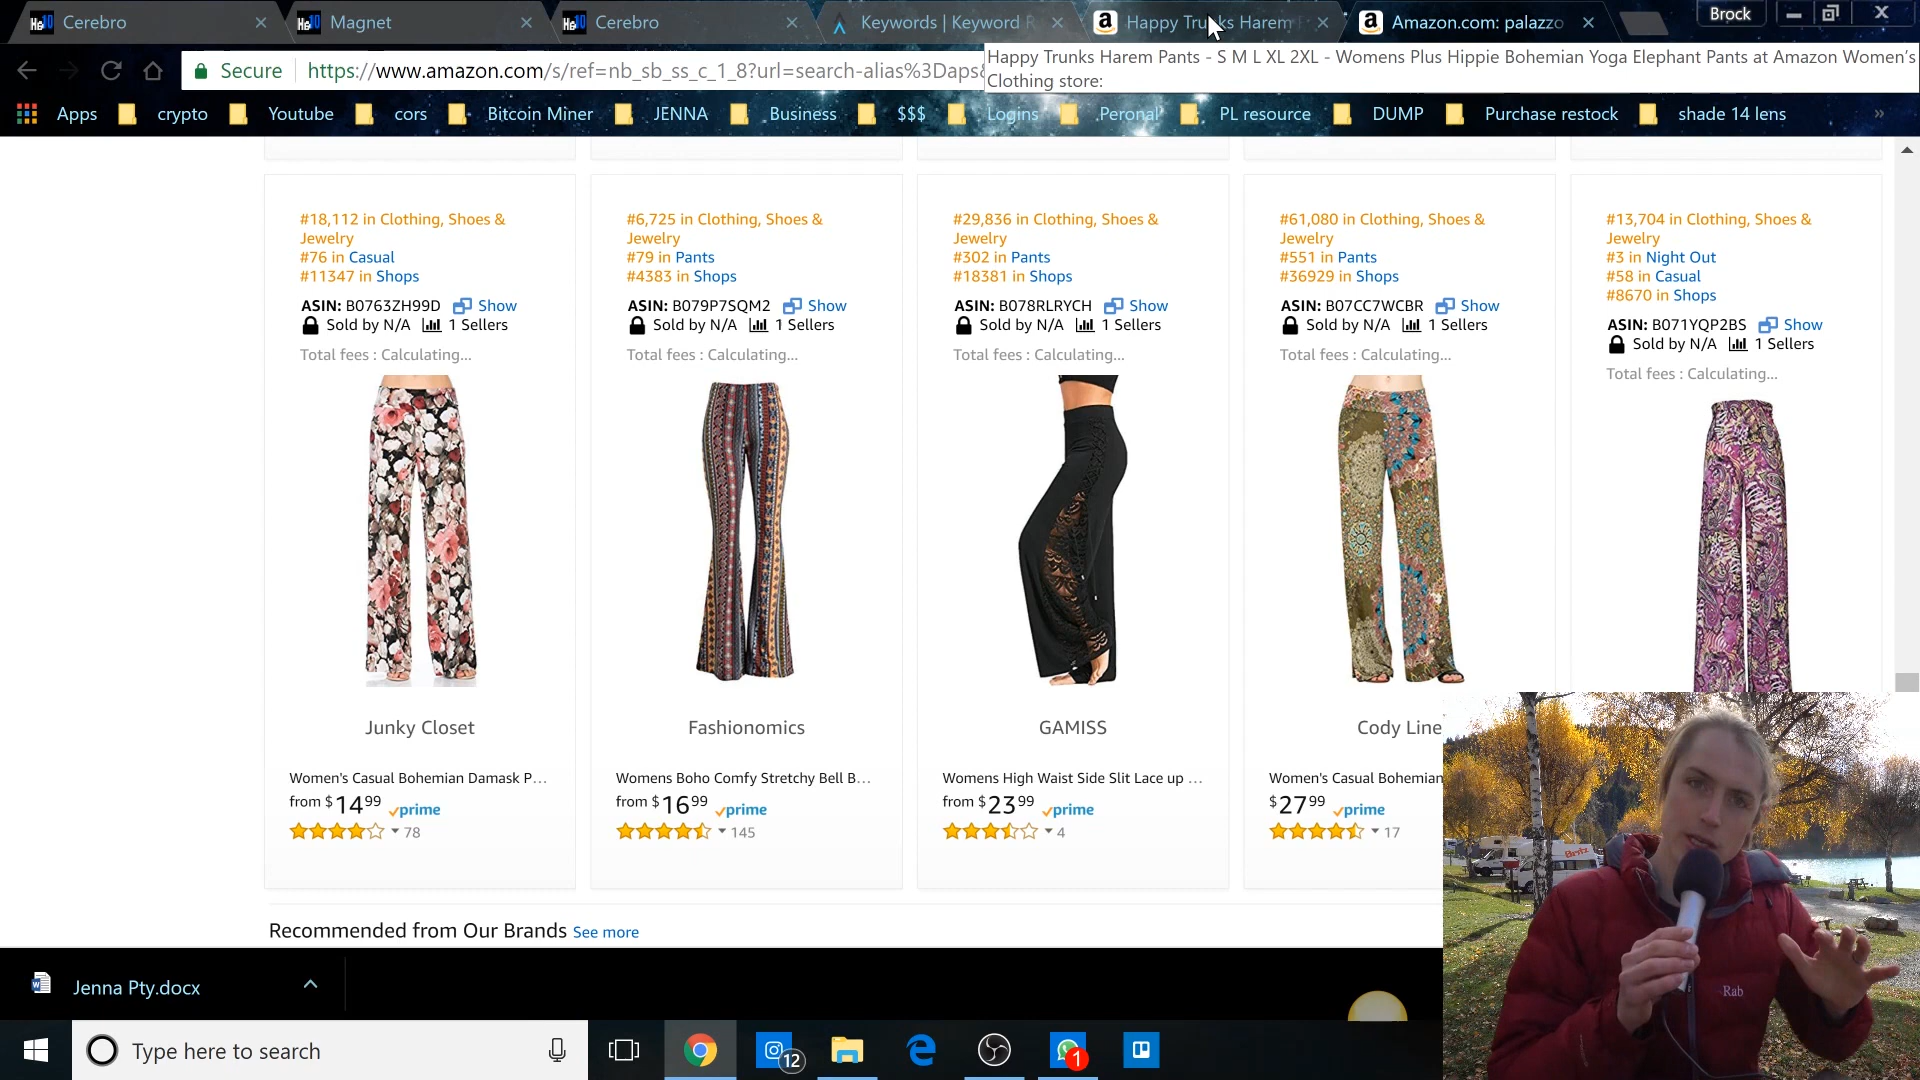 Cerebro
Magnet
Cerebro
Keywords | Keyword R
Happy Trunks Harem P
Amazon.com: palazzo
Brock
Secure
https://www.amazon.com/s/ref=nb_sb_ss_c_1_8?url=search-alias%3Daps&
Happy Trunks Harem Pants - S M L XL 2XL - Womens Plus Hippie Bohemian Yoga Elephant Pants at Amazon Women's
Clothing store:
Apps
crypto
Youtube
cors
Bitcoin Miner
JENNA
Business
$$$
Logins
Peronal
PL resource
DUMP
Purchase restock
shade 14 lens
»
#18,112 in Clothing, Shoes &
Jewelry
#76 in Casual
#11347 in Shops
ASIN: B0763ZH99D Show
Sold by N/A 1 Sellers
Total fees : Calculating...
Junky Closet
Women's Casual Bohemian Damask P...
from $14 99 prime
78
#6,725 in Clothing, Shoes &
Jewelry
#79 in Pants
#4383 in Shops
ASIN: B079P7SQM2 Show
Sold by N/A 1 Sellers
Total fees : Calculating...
Fashionomics
Womens Boho Comfy Stretchy Bell B...
from $16 99 prime
145
#29,836 in Clothing, Shoes &
Jewelry
#302 in Pants
#18381 in Shops
ASIN: B078RLRYCH Show
Sold by N/A 1 Sellers
Total fees : Calculating...
GAMISS
Womens High Waist Side Slit Lace up ...
from $23 99 prime
4
#61,080 in Clothing, Shoes &
Jewelry
#551 in Pants
#36929 in Shops
ASIN: B07CC7WCBR Show
Sold by N/A 1 Sellers
Total fees : Calculating...
Cody Line
Women's Casual Bohemian
$27 99 prime
17
#13,704 in Clothing, Shoes &
Jewelry
#3 in Night Out
#58 in Casual
#8670 in Shops
ASIN: B071YQP2BS Show
Sold by N/A 1 Sellers
Total fees : Calculating...
Recommended from Our Brands See more
Britz
Rab
Jenna Pty.docx
Type here to search
12
1